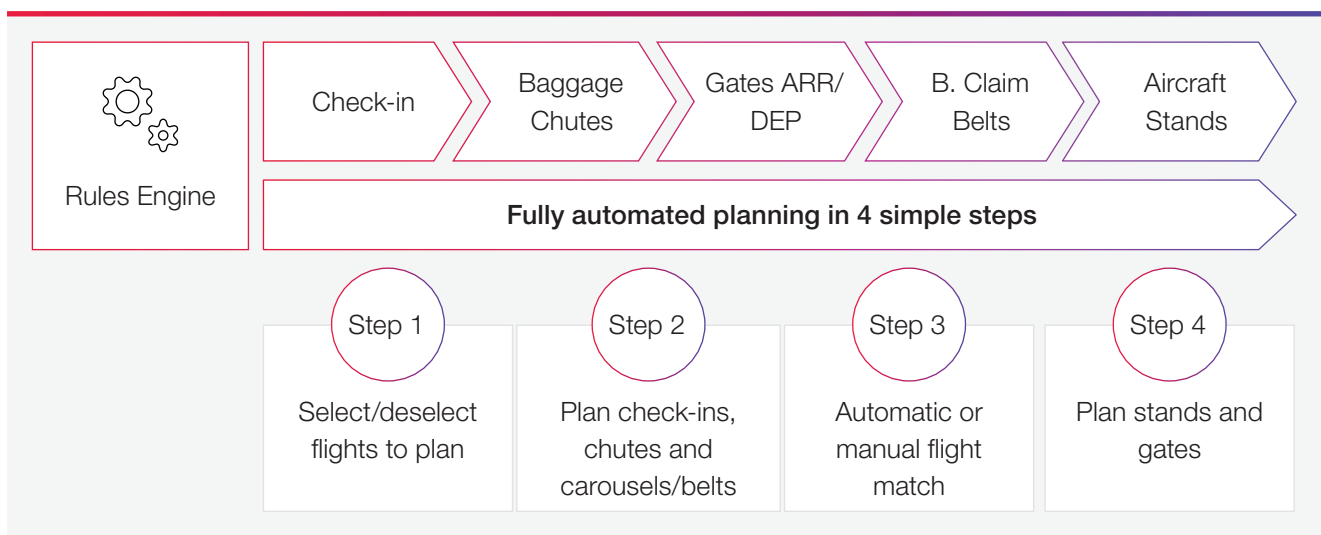 Rules Engine
Check-in
Baggage
Chutes
Gates ARR/
DEP
B. Claim
Belts
Aircraft
Stands
Fully automated planning in 4 simple steps
Step 1
Select/deselect
flights to plan
Step 2
Plan check-ins,
chutes and
carousels/belts
Step 3
Automatic or
manual flight
match
Step 4
Plan stands and
gates